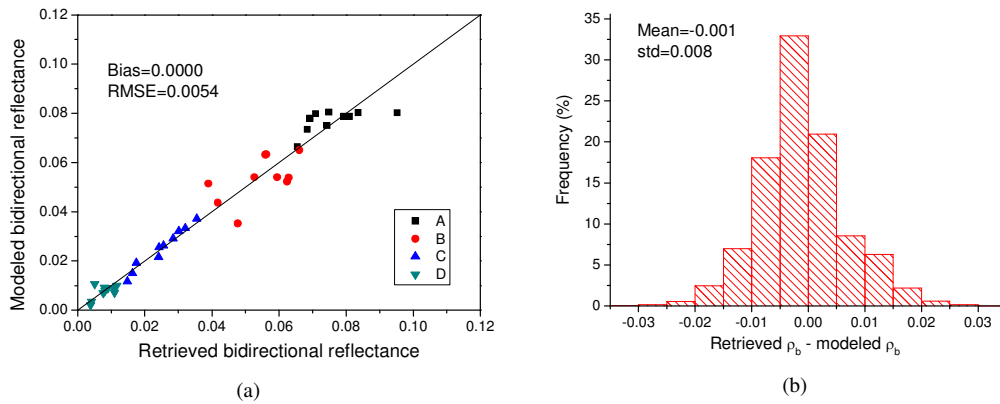 0.12
0.10
0.08
0.06
0.04
0.02
0.00
Modeled bidirectional reflectance
Bias=0.0000
RMSE=0.0054
A
B
C
D
0.00 0.02 0.04 0.06 0.08 0.10 0.12
Retrieved bidirectional reflectance
(a)
35
30
25
20
15
10
5
0
Frequency (%)
Mean=-0.001
std=0.008
-0.03 -0.02 -0.01 0.00 0.01 0.02 0.03
Retrieved ρb - modeled ρb
(b)